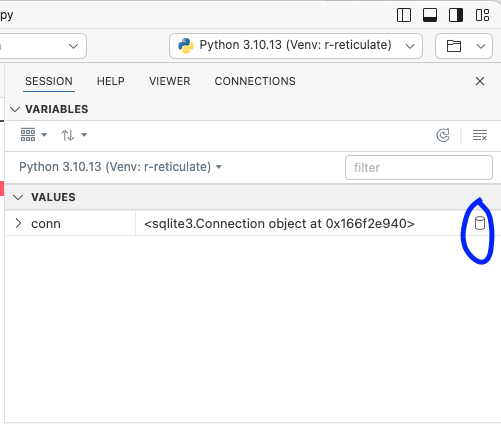 py
Python 3.10.13 (Venv: r-reticulate)
SESSION HELP VIEWER CONNECTIONS
VARIABLES
Python 3.10.13 (Venv: r-reticulate) filter
VALUES
conn <sqlite3.Connection object at 0x166f2e940>